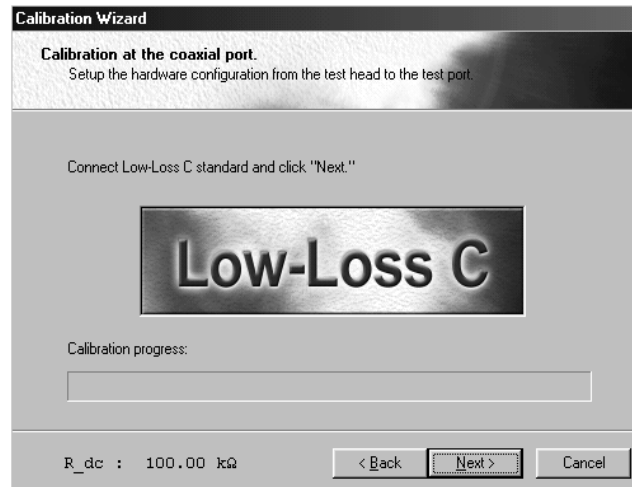 Calibration Wizard
Calibration at the coaxial port.
Setup the hardware configuration from the test head to the test port.
Connect Low-Loss C standard and click "Next."
Low-Loss C
Calibration progress:
R_dc : 100.00 kΩ < Back Next > Cancel